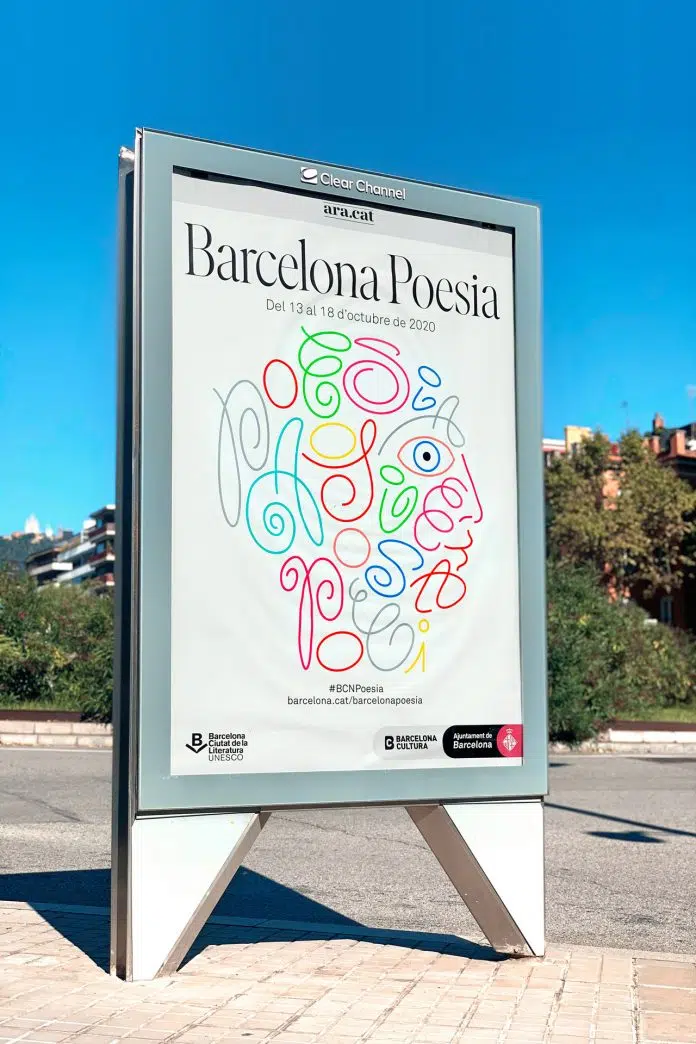 Clear Channel
ara.cat
Barcelona Poesia
Del 13 al 18 d'octubre de 2020
#BCNPoesia
barcelona.cat/barcelonapoesia
B
Barcelona
Ciutat de la
Literatura
UNESCO
B
BARCELONA
CULTURA
Ajuntament de
Barcelona